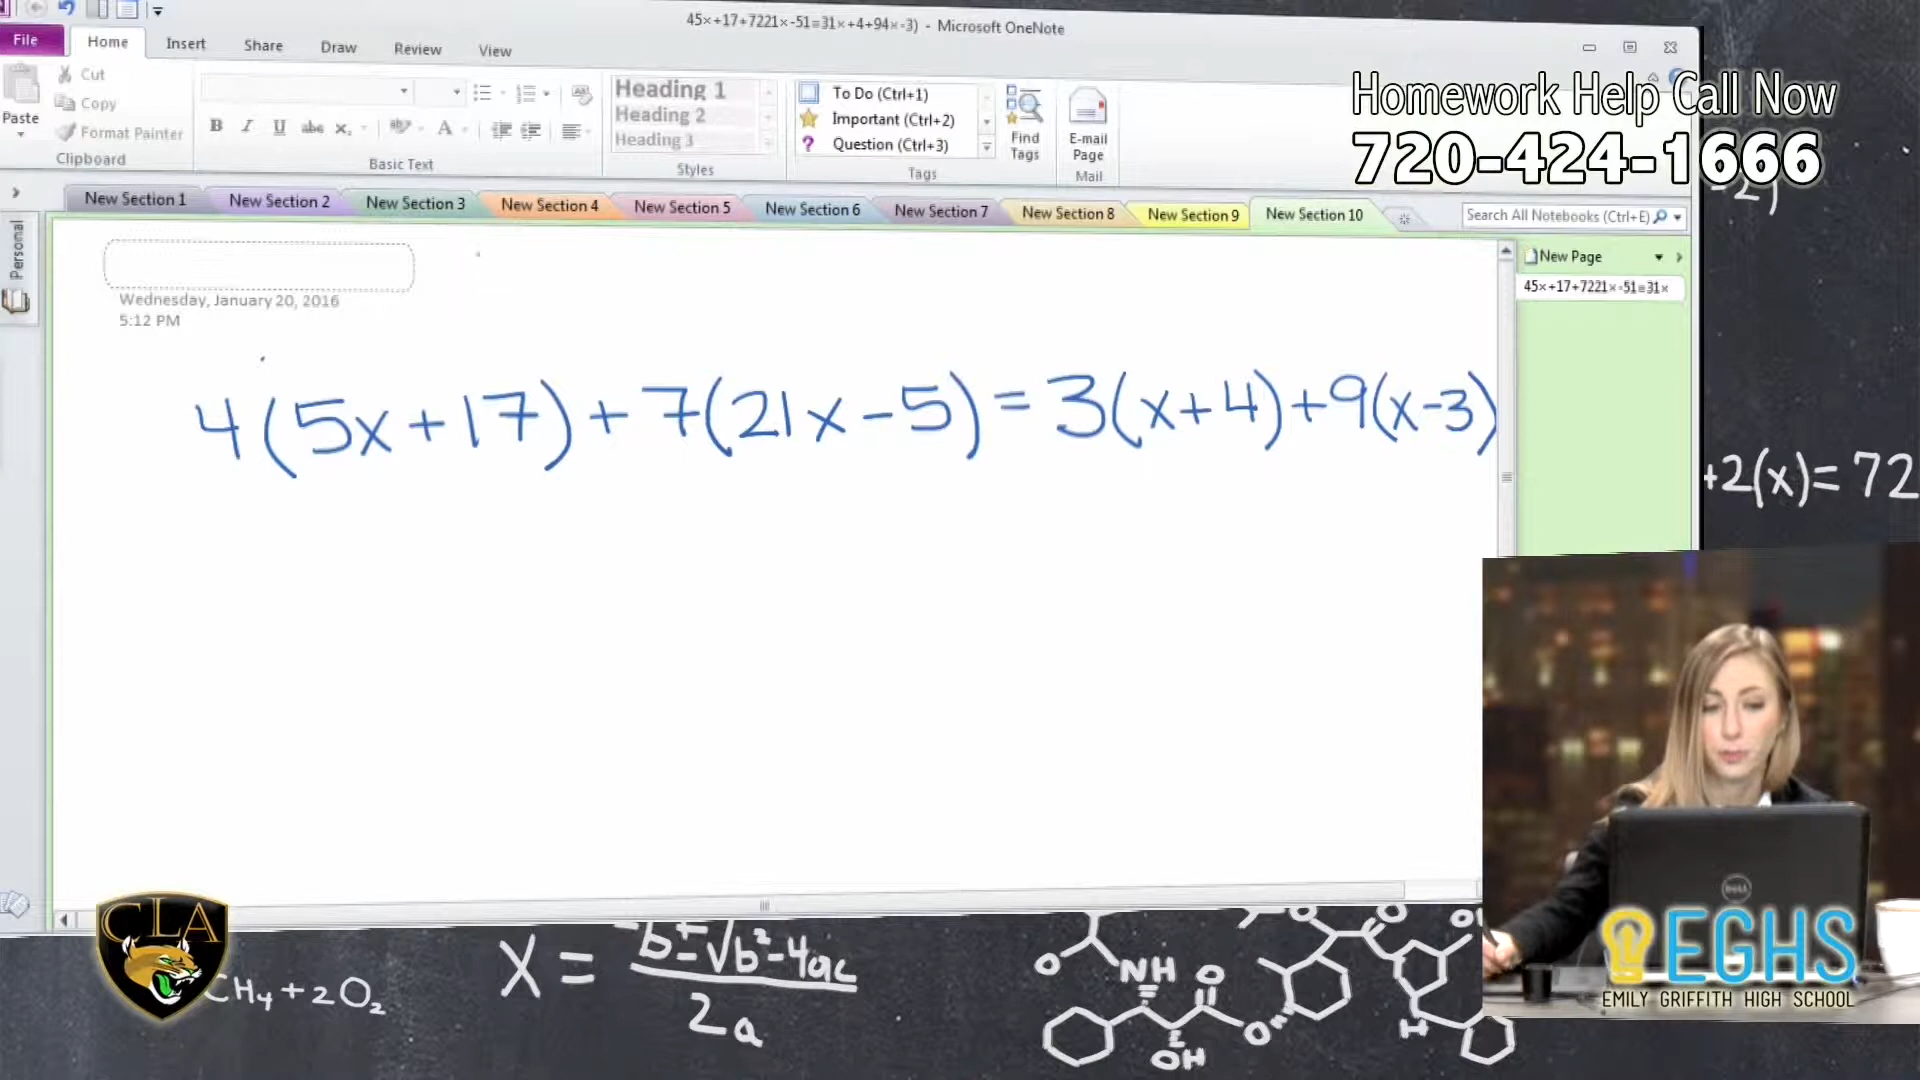 45x+17+7221x-51=31x+4+94x-3) - Microsoft OneNote
File Home Insert Share Draw Review View
Paste
Cut
Copy
Format Painter
Clipboard
B I U abc x₂ A
Basic Text
Heading 1
Heading 2
Heading 3
Styles
To Do (Ctrl+1)
Important (Ctrl+2)
Question (Ctrl+3)
Tags
Find
Tags
E-mail
Page
Mail
Homework Help Call Now
720-424-1666
New Section 1 New Section 2 New Section 3 New Section 4 New Section 5 New Section 6 New Section 7 New Section 8 New Section 9 New Section 10
Search All Notebooks (Ctrl+E)
Personal
New Page
45x+17+7221x-51=31x
Wednesday, January 20, 2016
5:12 PM
4(5x+17)+7(21x-5)=3(x+4)+9(x-3)
+2(x)=72
DELL
CLA
CH₄+2O₂
X = -b±√b²-4ac
2a
O NH O O O
O H
OH
EGHS
EMILY GRIFFITH HIGH SCHOOL